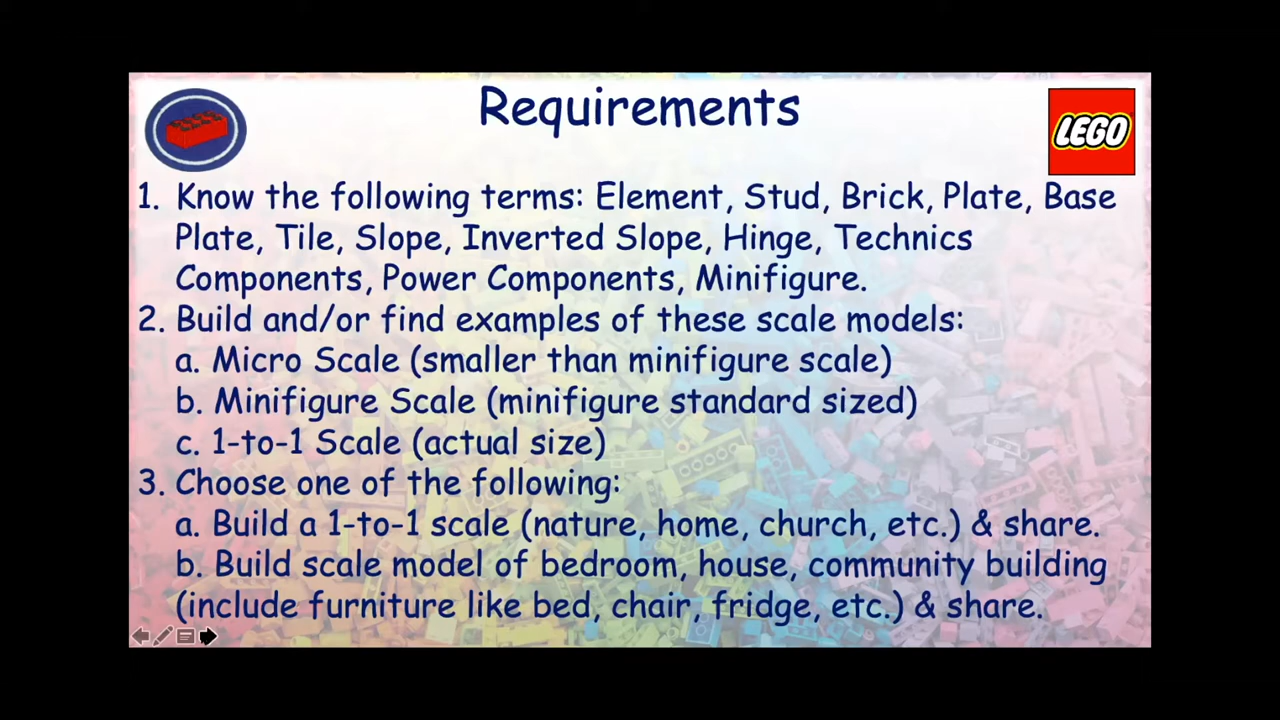 Requirements
LEGO
1. Know the following terms: Element, Stud, Brick, Plate, Base
Plate, Tile, Slope, Inverted Slope, Hinge, Technics
Components, Power Components, Minifigure.
2. Build and/or find examples of these scale models:
a. Micro Scale (smaller than minifigure scale)
b. Minifigure Scale (minifigure standard sized)
c. 1-to-1 Scale (actual size)
3. Choose one of the following:
a. Build a 1-to-1 scale (nature, home, church, etc.) & share.
b. Build scale model of bedroom, house, community building
(include furniture like bed, chair, fridge, etc.) & share.